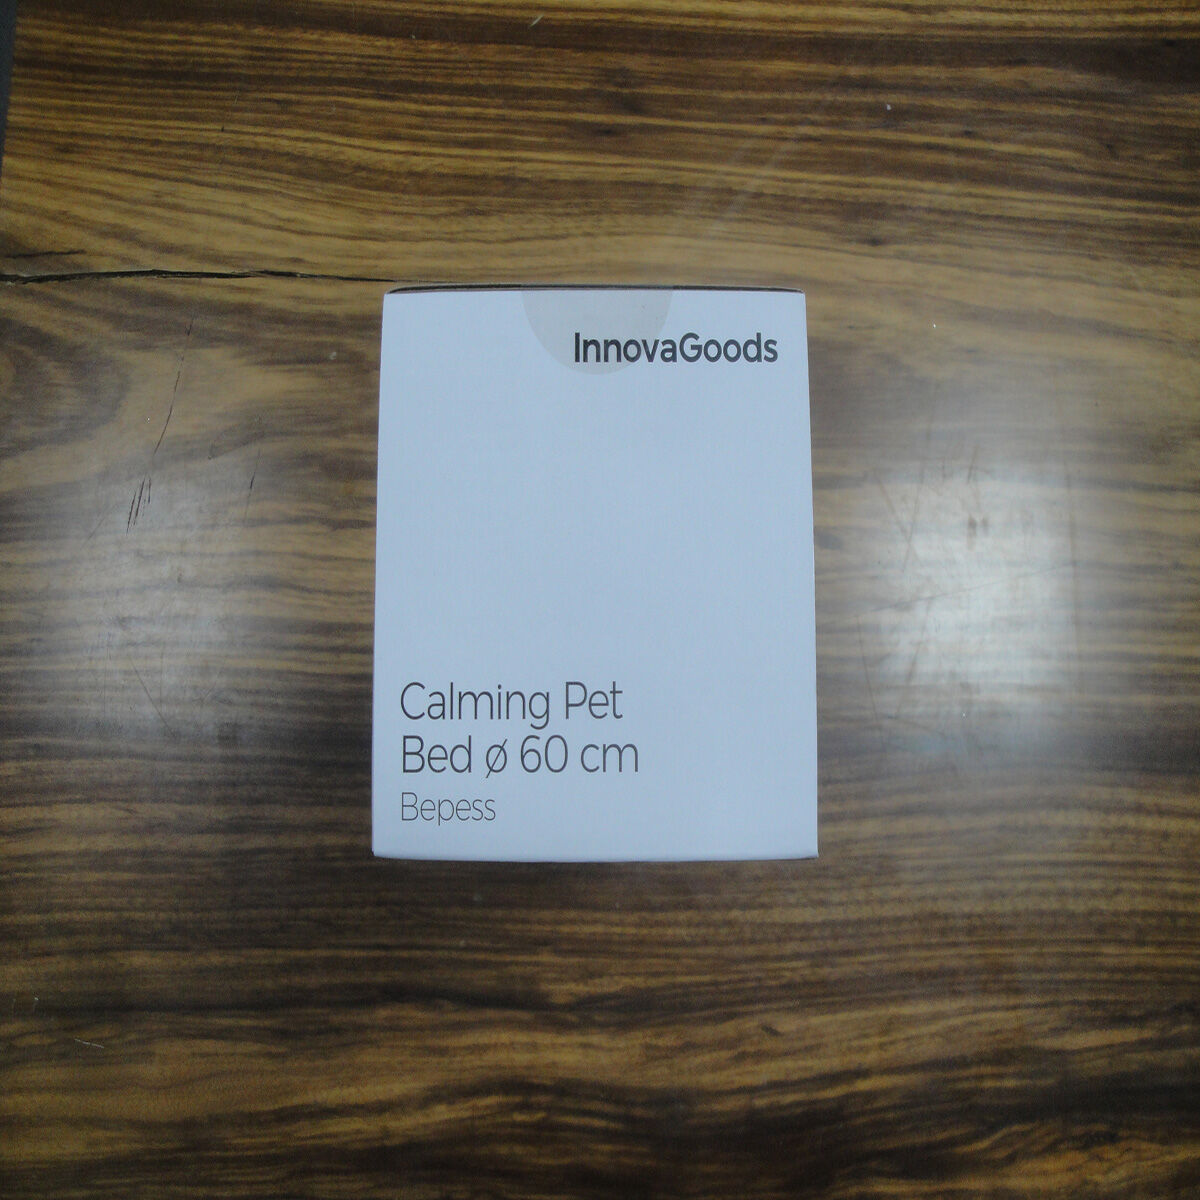 InnovaGoods
Calming Pet
Bed ø 60 cm
Bepess